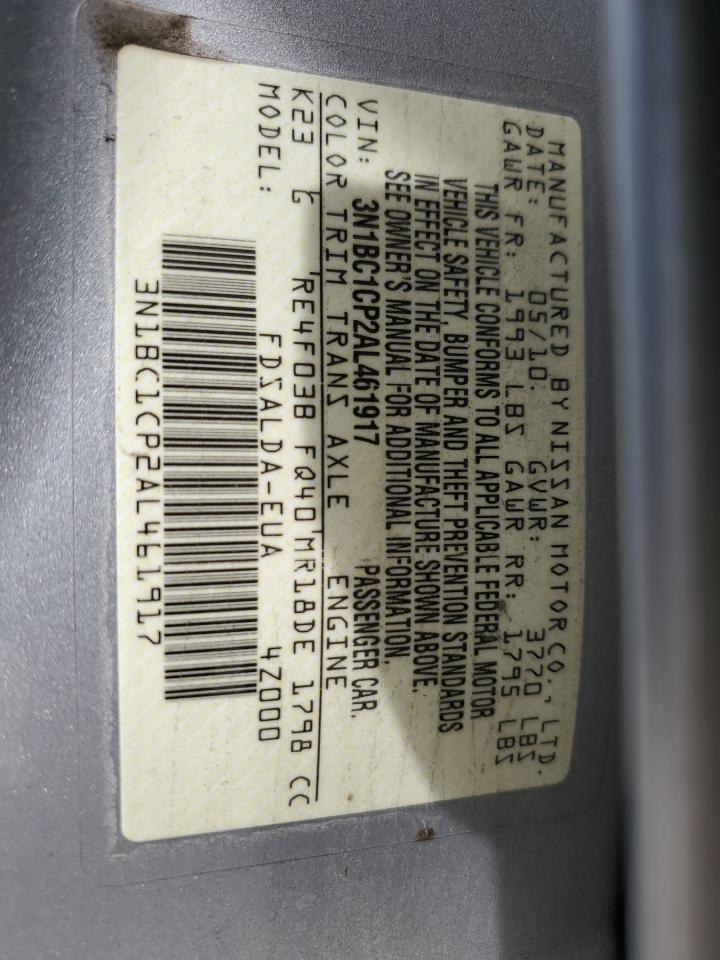 MANUFACTURED BY NISSAN MOTOR CO., LTD.
DATE: 05/10 GVWR: 3770 LBS
GAWR FR: 1993 LBS GAWR RR: 1795 LBS
THIS VEHICLE CONFORMS TO ALL APPLICABLE FEDERAL MOTOR
VEHICLE SAFETY, BUMPER AND THEFT PREVENTION STANDARDS
IN EFFECT ON THE DATE OF MANUFACTURE SHOWN ABOVE.
SEE OWNER'S MANUAL FOR ADDITIONAL INFORMATION.
VIN: 3N1BC1CP2AL461917 PASSENGER CAR.
COLOR TRIM TRANS AXLE ENGINE
K23 G RE4F03B FQ40 MR18DE 1798 CC
MODEL: FDSALDA-EUA 4Z000
3N1BC1CP2AL461917